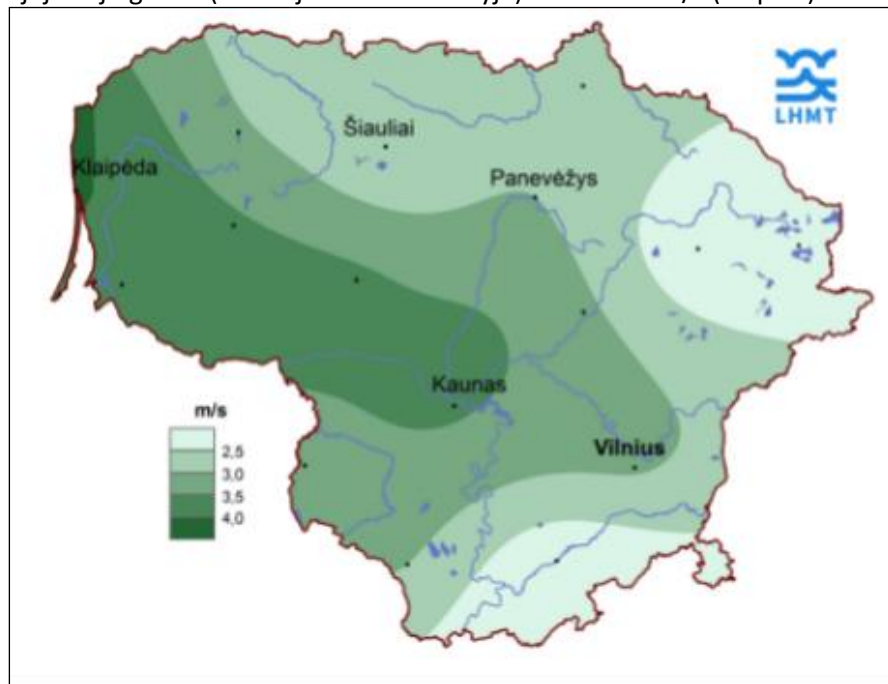 LHMT
Šiauliai
Klaipėda
Panevėžys
Kaunas
m/s
Vilnius
2,5
3,0
3,5
4,0